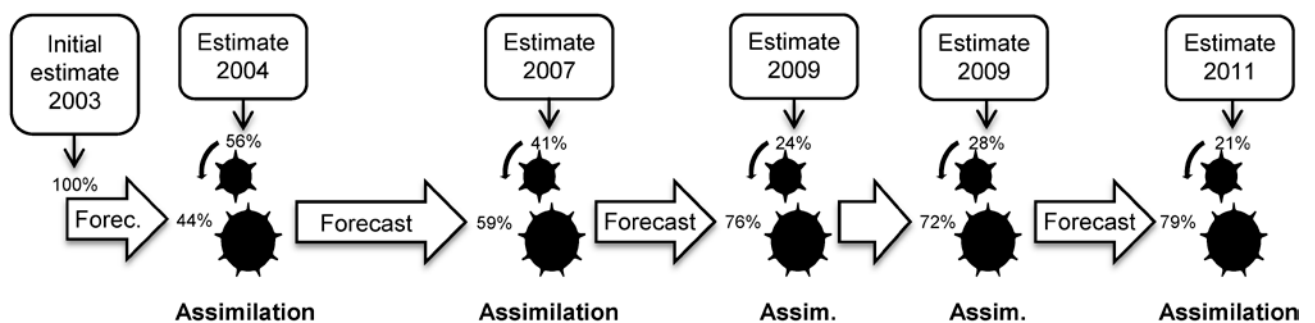 Initial
estimate
2003
Estimate
2004
Estimate
2007
Estimate
2009
Estimate
2009
Estimate
2011
100%
Forec.
56%
44%
Forecast
41%
59%
Forecast
24%
76%
28%
72%
Forecast
21%
79%
Assimilation
Assimilation
Assim.
Assim.
Assimilation